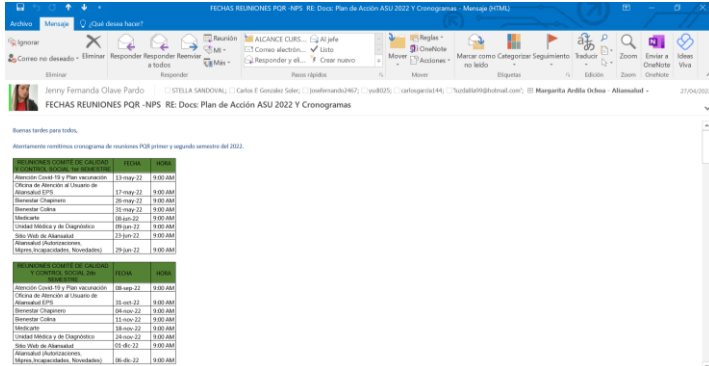 FECHAS REUNIONES PQR -NPS RE: Docs: Plan de Acción ASU 2022 Y Cronogramas - Mensaje (HTML)
Archivo Mensaje ¿Qué desea hacer?
Ignorar
Correo no deseado
Eliminar
Responder Responder a todos Reenviar
Reunión
MI
Más
ALCANCE CURS... Al jefe
Correo electrón... Listo
Responder y el... Crear nuevo
Mover
Reglas
OneNote
Acciones
Marcar como no leído Categorizar Seguimiento
Traducir
Zoom
Enviar a OneNote
Ideas Viva
Eliminar Responder Pasos rápidos Mover Etiquetas Edición Zoom OneNote
Jenny Fernanda Olave Pardo STELLA SANDOVAL; Carlos E Gonzalez Soler; Margarita Ardila Ochoa - Aliansalud
FECHAS REUNIONES PQR -NPS RE: Docs: Plan de Acción ASU 2022 Y Cronogramas
Buenas tardes para todos,
Atentamente remitimos cronograma de reuniones PQR primer y segundo semestre del 2022.
REUNIONES COMITÉ DE CALIDAD
Y CONTROL SOCIAL 1er SEMESTRE FECHA HORA
Atención Covid-19 y Plan vacunación 13-may-22 9:00 AM
Oficina de Atención al Usuario de
Aliansalud EPS 17-may-22 9:00 AM
Bienestar Chapinero 26-may-22 9:00 AM
Bienestar Colina 31-may-22 9:00 AM
Medicarte 08-jun-22 9:00 AM
Unidad Médica y de Diagnóstico 09-jun-22 9:00 AM
Sitio Web de Aliansalud 23-jun-22 9:00 AM
Aliansalud (Autorizaciones,
Mipres,Incapacidades, Novedades) 29-jun-22 9:00 AM
REUNIONES COMITÉ DE CALIDAD
Y CONTROL SOCIAL 2do
SEMESTRE FECHA HORA
Atención Covid-19 y Plan vacunación 08-sep-22 9:00 AM
Oficina de Atención al Usuario de
Aliansalud EPS 31-oct-22 9:00 AM
Bienestar Chapinero 04-nov-22 9:00 AM
Bienestar Colina 11-nov-22 9:00 AM
Medicarte 18-nov-22 9:00 AM
Unidad Médica y de Diagnóstico 24-nov-22 9:00 AM
Sitio Web de Aliansalud 01-dic-22 9:00 AM
Aliansalud (Autorizaciones,
Mipres,Incapacidades, Novedades) 06-dic-22 9:00 AM